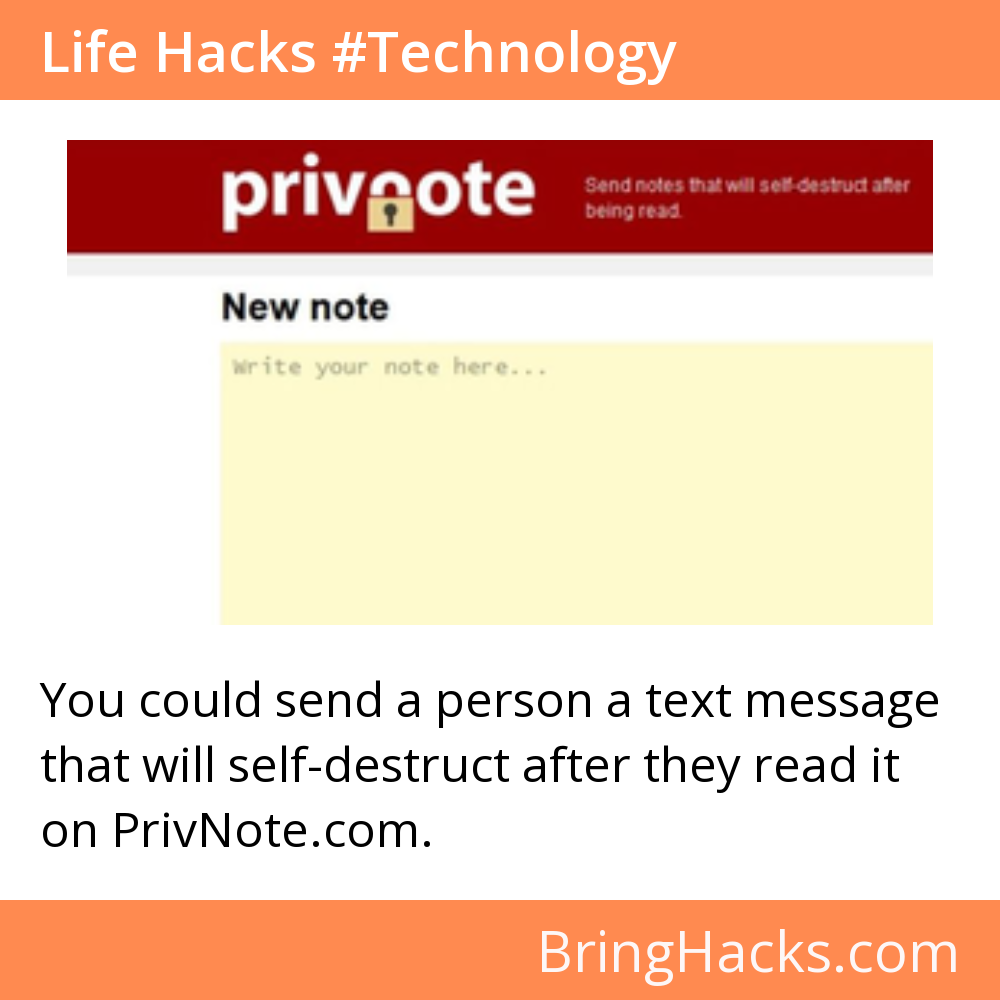 Life Hacks #Technology
privnote
Send notes that will self-destruct after
being read.
New note
Write your note here...
You could send a person a text message
that will self-destruct after they read it
on PrivNote.com.
BringHacks.com